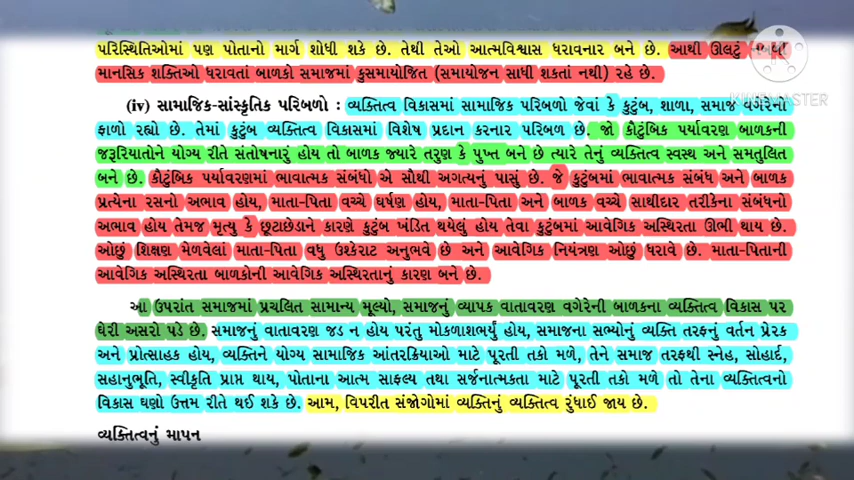 પરિસ્થિતિઓમાં પણ પોતાનો માર્ગ શોધી શકે છે. તેથી તેઓ આત્મવિશ્વાસ ધરાવનાર બને છે. આથી ઊલટું
માનસિક શક્તિઓ ધરાવતાં બાળકો સમાજમાં કુસમાયોજિત (સમાયોજન સાધી શકતાં નથી) રહે છે.
(iv) સામાજિક-સાંસ્કૃતિક પરિબળો : વ્યક્તિત્વ વિકાસમાં સામાજિક પરિબળો જેવાં કે કુટુંબ, શાળા, સમાજ વગેરેનો
ફાળો રહ્યો છે. તેમાં કુટુંબ વ્યક્તિત્વ વિકાસમાં વિશેષ પ્રદાન કરનાર પરિબળ છે. જો કૌટુંબિક પર્યાવરણ બાળકની
જરૂરિયાતોને યોગ્ય રીતે સંતોષનારું હોય તો બાળક જ્યારે તરુણ કે પુખ્ત બને છે ત્યારે તેનું વ્યક્તિત્વ સ્વસ્થ અને સમતુલિત
બને છે. કૌટુંબિક પર્યાવરણમાં ભાવાત્મક સંબંધો એ સૌથી અગત્યનું પાસું છે. જે કુટુંબમાં ભાવાત્મક સંબંધ અને બાળક
પ્રત્યેના રસનો અભાવ હોય, માતા-પિતા વચ્ચે ઘર્ષણ હોય, માતા-પિતા અને બાળક વચ્ચે સાથીદાર તરીકેના સંબંધનો
અભાવ હોય તેમજ મૃત્યુ કે છૂટાછેડાને કારણે કુટુંબ ખંડિત થયેલું હોય તેવા કુટુંબમાં આવેગિક અસ્થિરતા ઊભી થાય છે.
ઓછું શિક્ષણ મેળવેલાં માતા-પિતા વધુ ઉશ્કેરાટ અનુભવે છે અને આવેગિક નિયંત્રણ ઓછું ધરાવે છે. માતા-પિતાની
આવેગિક અસ્થિરતા બાળકોની આવેગિક અસ્થિરતાનું કારણ બને છે.
આ ઉપરાંત સમાજમાં પ્રચલિત સામાન્ય મૂલ્યો, સમાજનું વ્યાપક વાતાવરણ વગેરેની બાળકના વ્યક્તિત્વ વિકાસ પર
ઘેરી અસરો પડે છે. સમાજનું વાતાવરણ જડ ન હોય પરંતુ મોકળાશભર્યું હોય, સમાજના સભ્યોનું વ્યક્તિ તરફનું વર્તન પ્રેરક
અને પ્રોત્સાહક હોય, વ્યક્તિને યોગ્ય સામાજિક આંતરક્રિયાઓ માટે પૂરતી તકો મળે, તેને સમાજ તરફથી સ્નેહ, સોહાર્દ,
સહાનુભૂતિ, સ્વીકૃતિ પ્રાપ્ત થાય, પોતાના આત્મ સાફલ્ય તથા સર્જનાત્મકતા માટે પૂરતી તકો મળે તો તેના વ્યક્તિત્વનો
વિકાસ ઘણો ઉત્તમ રીતે થઈ શકે છે. આમ, વિપરીત સંજોગોમાં વ્યક્તિનું વ્યક્તિત્વ રુંધાઈ જાય છે.
વ્યક્તિત્વનું માપન
KINEMASTER